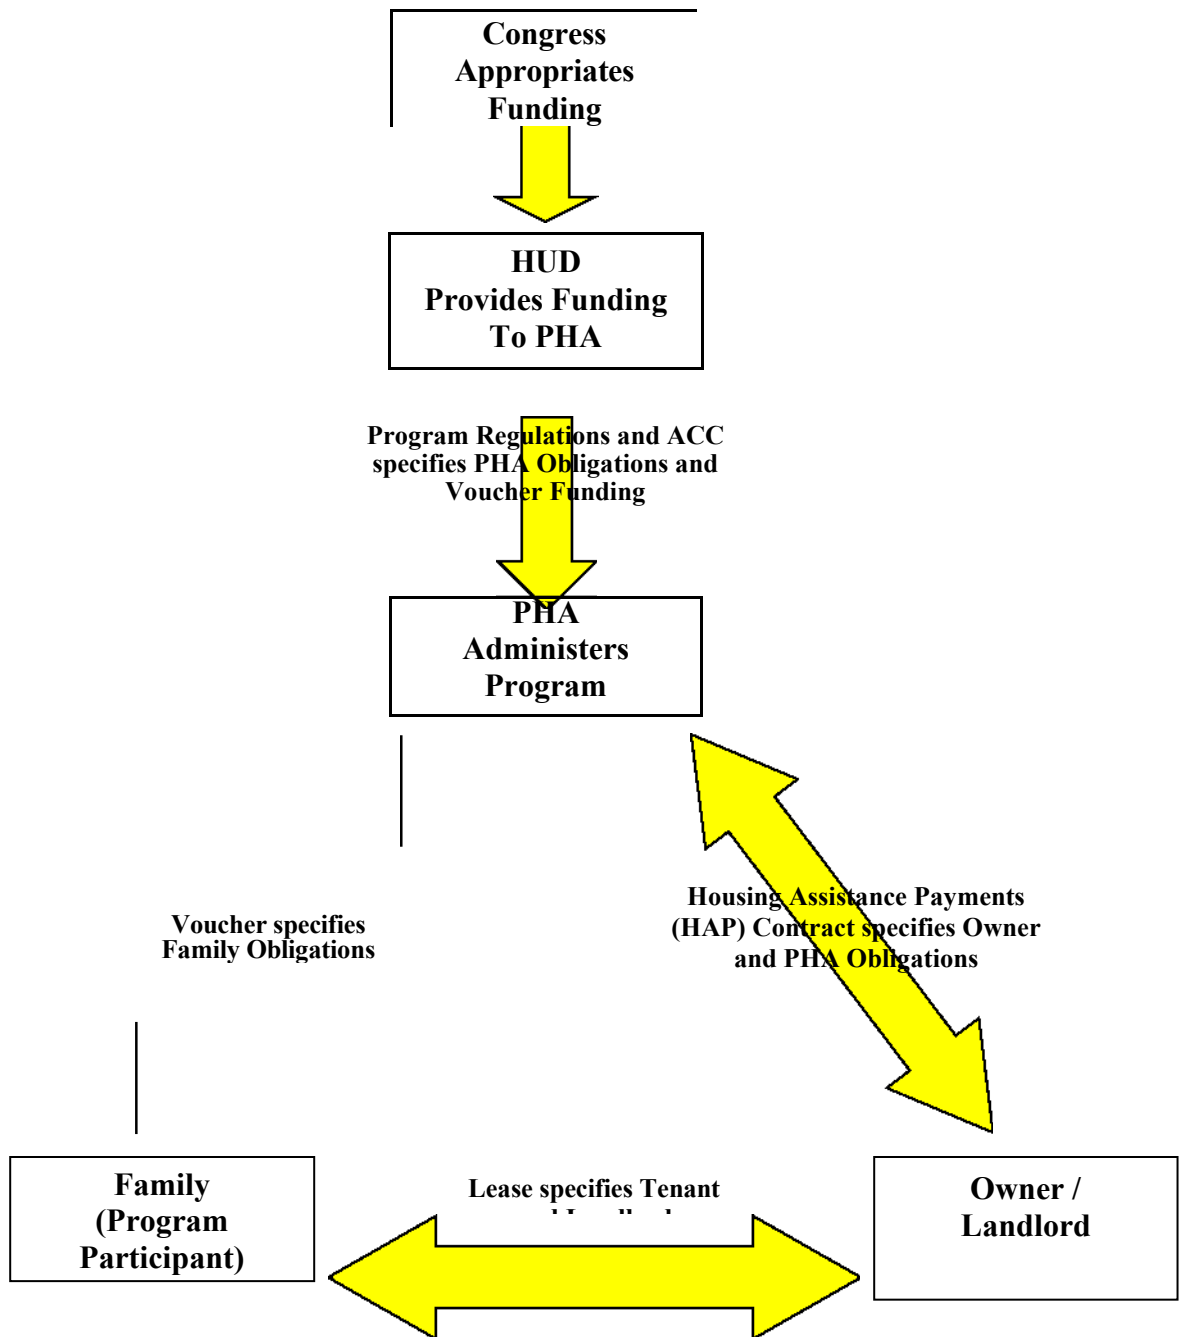 Congress
Appropriates
Funding
HUD
Provides Funding
To PHA
Program Regulations and ACC
specifies PHA Obligations and
Voucher Funding
PHA
Administers
Program
Voucher specifies
Family Obligations
Housing Assistance Payments
(HAP) Contract specifies Owner
and PHA Obligations
Family
(Program
Participant)
Lease specifies Tenant
Owner /
Landlord